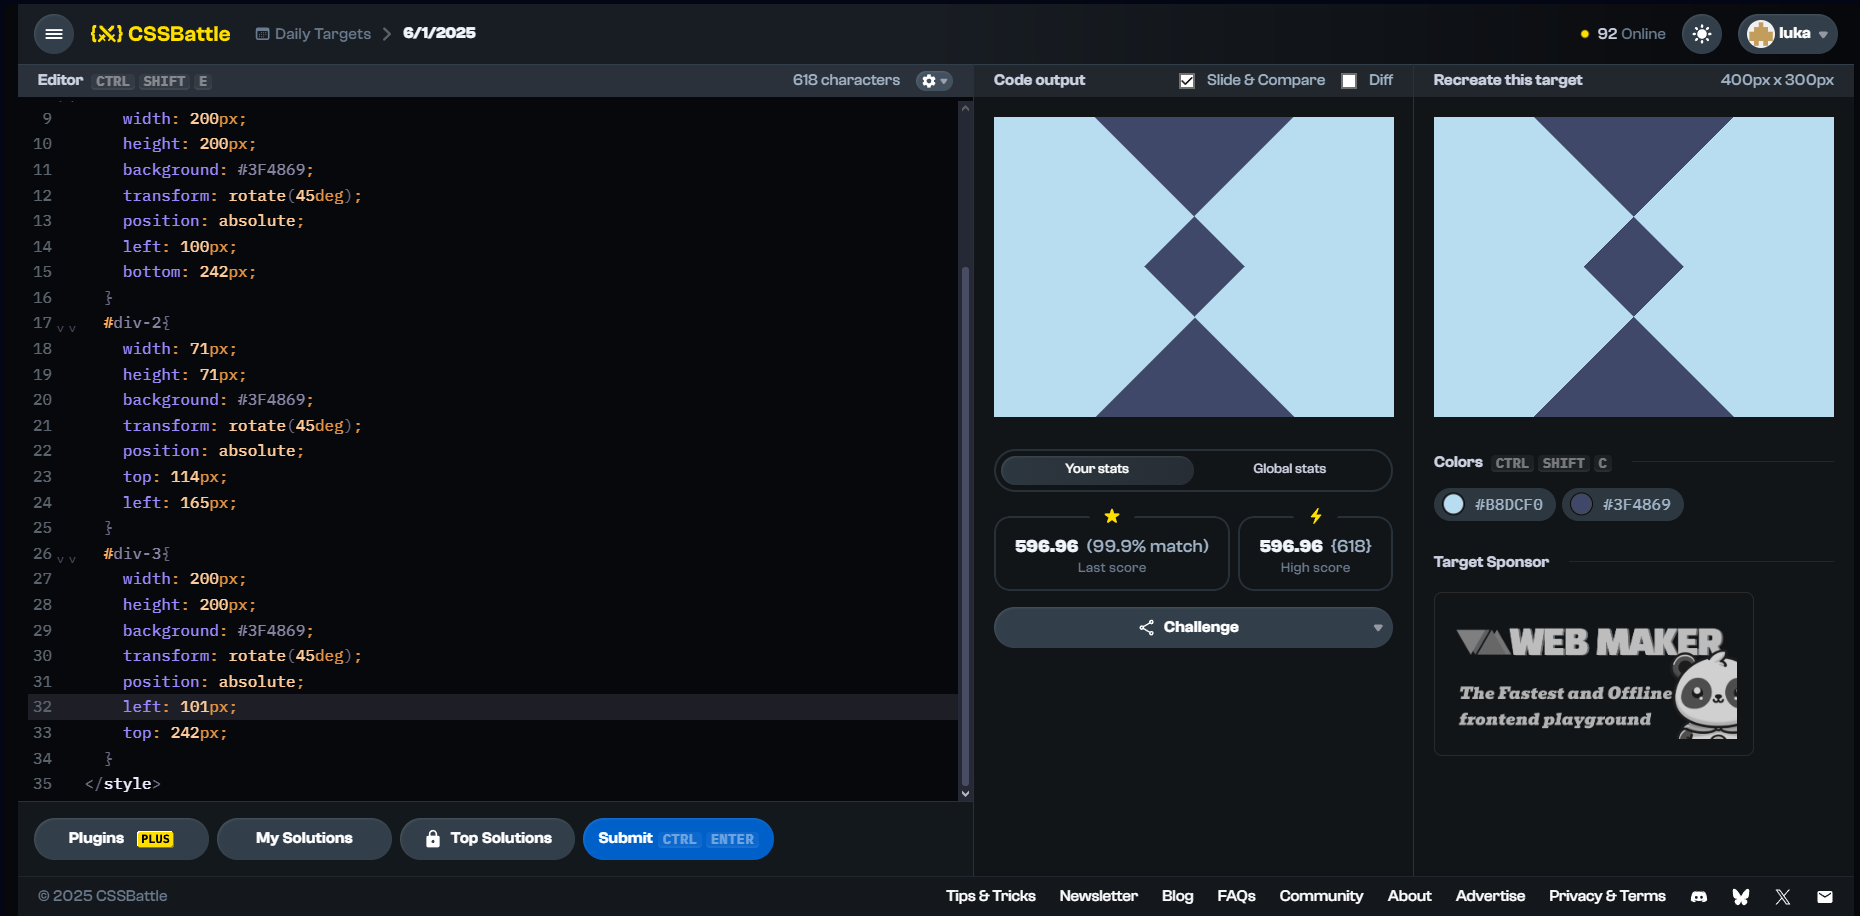 CSSBattle
Daily Targets
6/1/2025
92 Online
luka
Editor CTRL SHIFT E
618 characters
Code output
Slide & Compare
Diff
Recreate this target
400px x 300px
9 width: 200px;
10 height: 200px;
11 background: #3F4869;
12 transform: rotate(45deg);
13 position: absolute;
14 left: 100px;
15 bottom: 242px;
16 }
17 #div-2{
18 width: 71px;
19 height: 71px;
20 background: #3F4869;
21 transform: rotate(45deg);
22 position: absolute;
23 top: 114px;
24 left: 165px;
25 }
26 #div-3{
27 width: 200px;
28 height: 200px;
29 background: #3F4869;
30 transform: rotate(45deg);
31 position: absolute;
32 left: 101px;
33 top: 242px;
34 }
35 </style>
Your stats
Global stats
596.96 (99.9% match)
Last score
596.96 {618}
High score
Challenge
Colors CTRL SHIFT C
#B8DCF0
#3F4869
Target Sponsor
WEB MAKER
The Fastest and Offline
frontend playground
Plugins PLUS
My Solutions
Top Solutions
Submit CTRL ENTER
© 2025 CSSBattle
Tips & Tricks
Newsletter
Blog
FAQs
Community
About
Advertise
Privacy & Terms